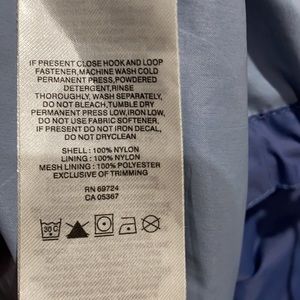 IF PRESENT CLOSE HOOK AND LOOP
FASTENER,MACHINE WASH COLD
PERMANENT PRESS, POWDERED
DETERGENT,RINSE
THOROUGHLY, WASH SEPARATELY,
DO NOT BLEACH,TUMBLE DRY
PERMANENT PRESS LOW,IRON LOW,
DO NOT USE FABRIC SOFTENER.
IF PRESENT DO NOT IRON DECAL,
DO NOT DRYCLEAN
SHELL : 100% NYLON
LINING : 100% NYLON
MESH LINING : 100% POLYESTER
EXCLUSIVE OF TRIMMING
RN 69724
CA 05367
30 C